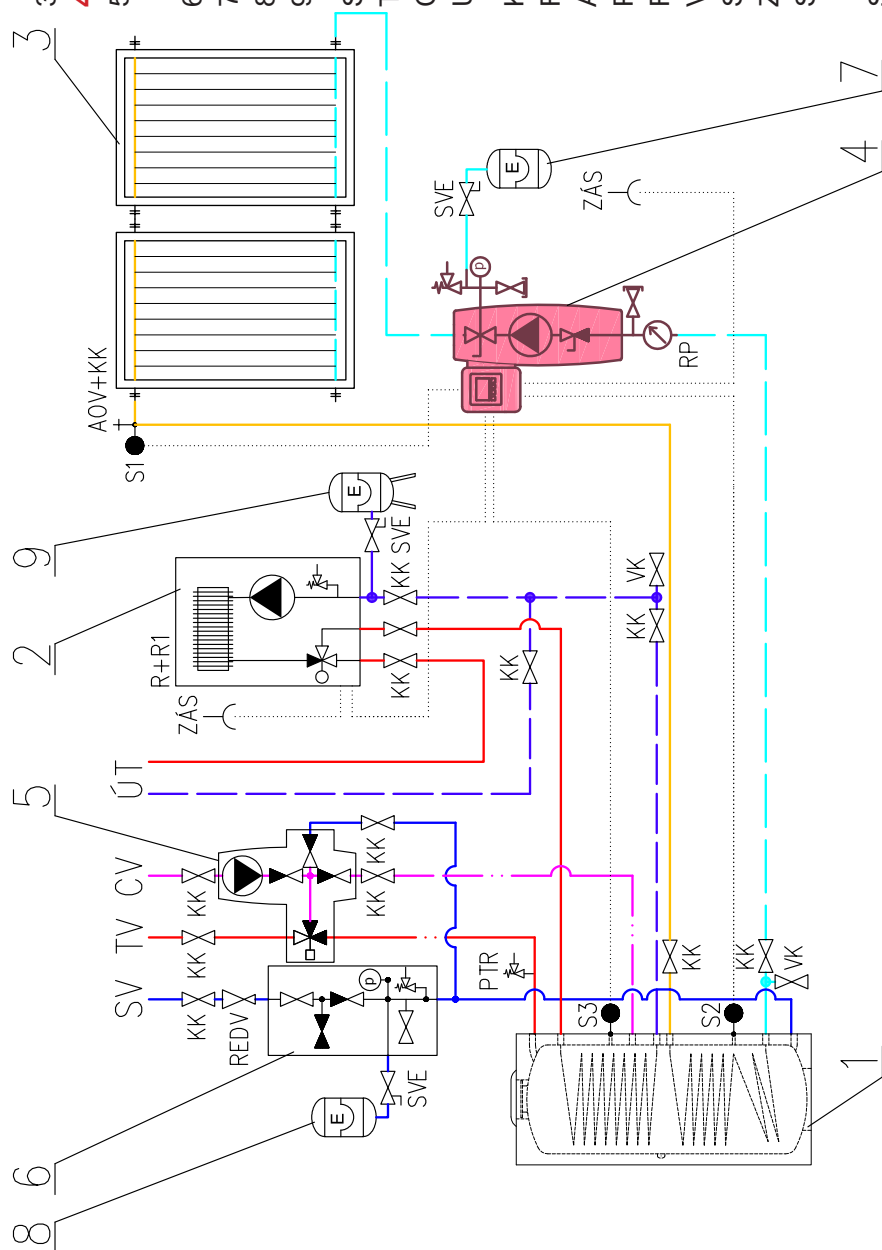 8 6 5 2 9 3
AOV+KK
SV TV CV ÚT S1
R+R1
ZÁS
KK KK KK
REDV
E E
p
KK KK
SVE KK KK SVE
SVE
p
PTR
KK
E
S3
ZÁS
KK VK
KK RP
S2
KK
VK
1 4 7